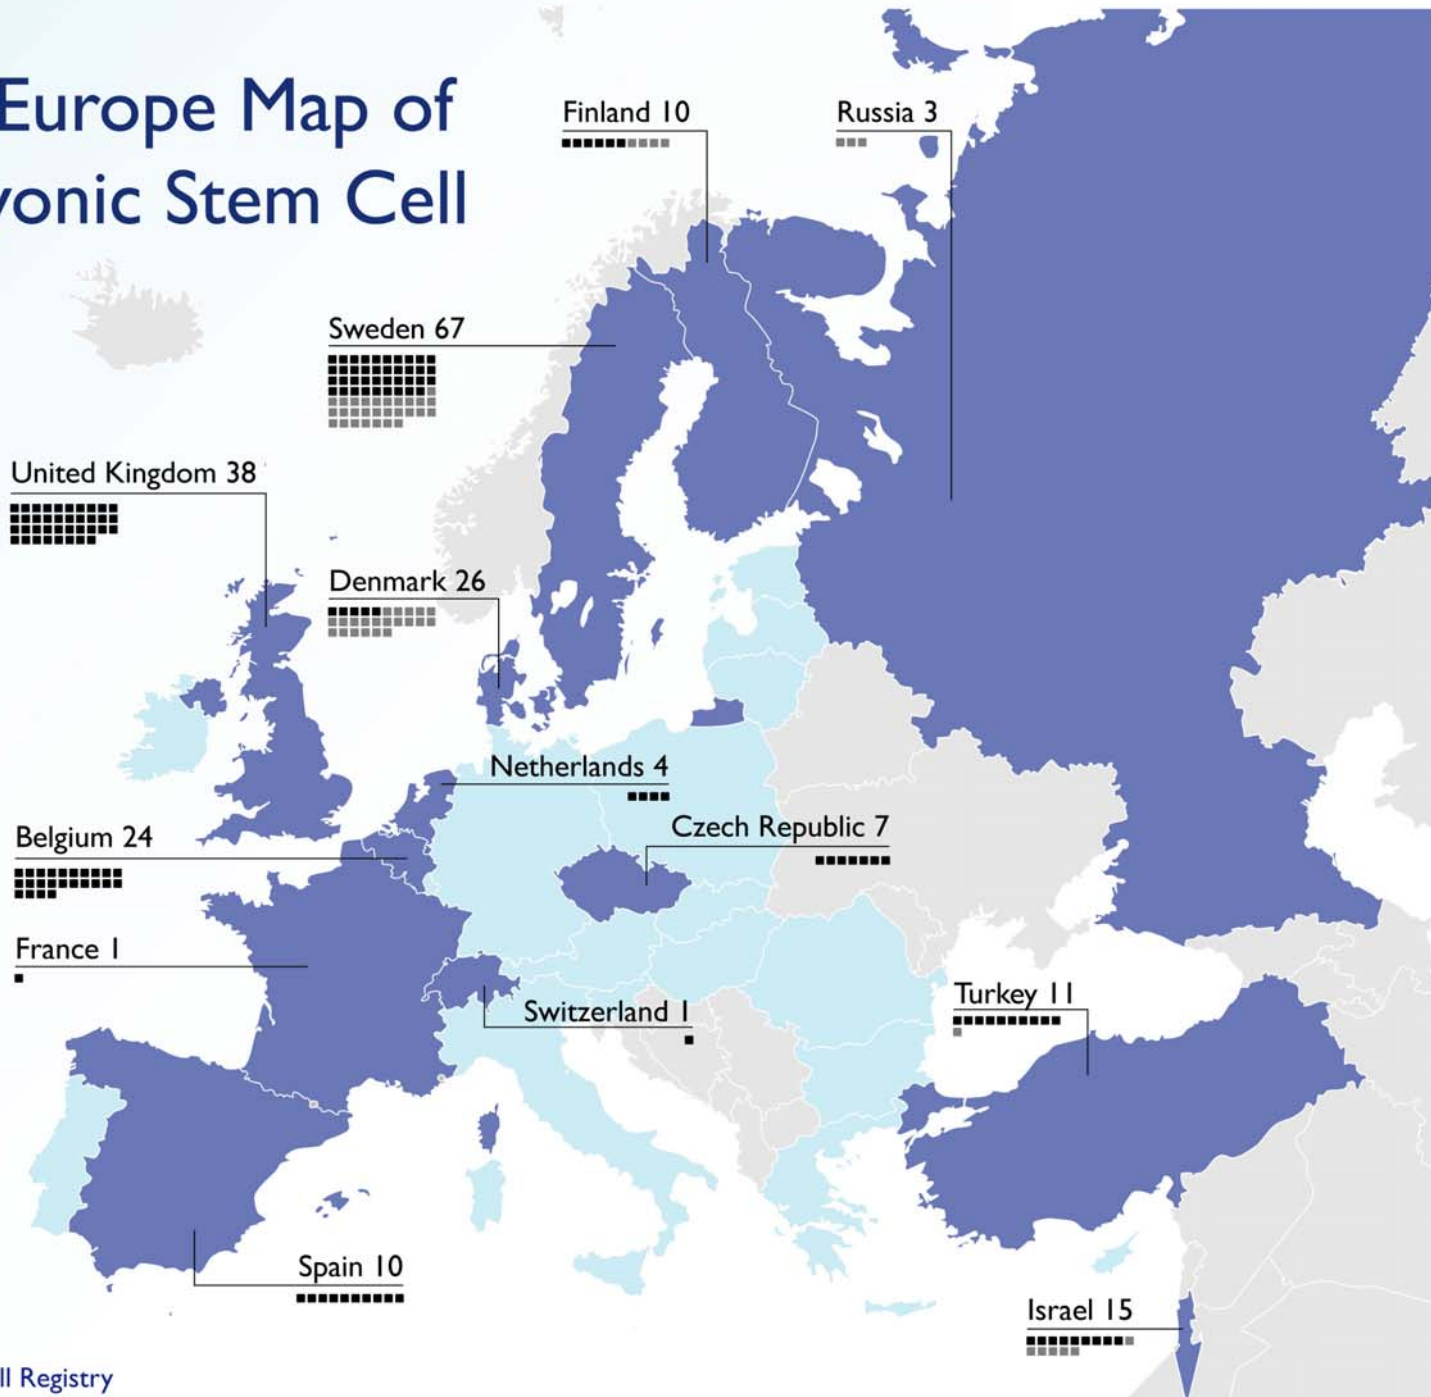 Europe Map of
yonic Stem Cell
Finland 10
Russia 3
Sweden 67
United Kingdom 38
Denmark 26
Netherlands 4
Czech Republic 7
Belgium 24
France 1
Switzerland 1
Turkey 11
Spain 10
Israel 15
ll Registry